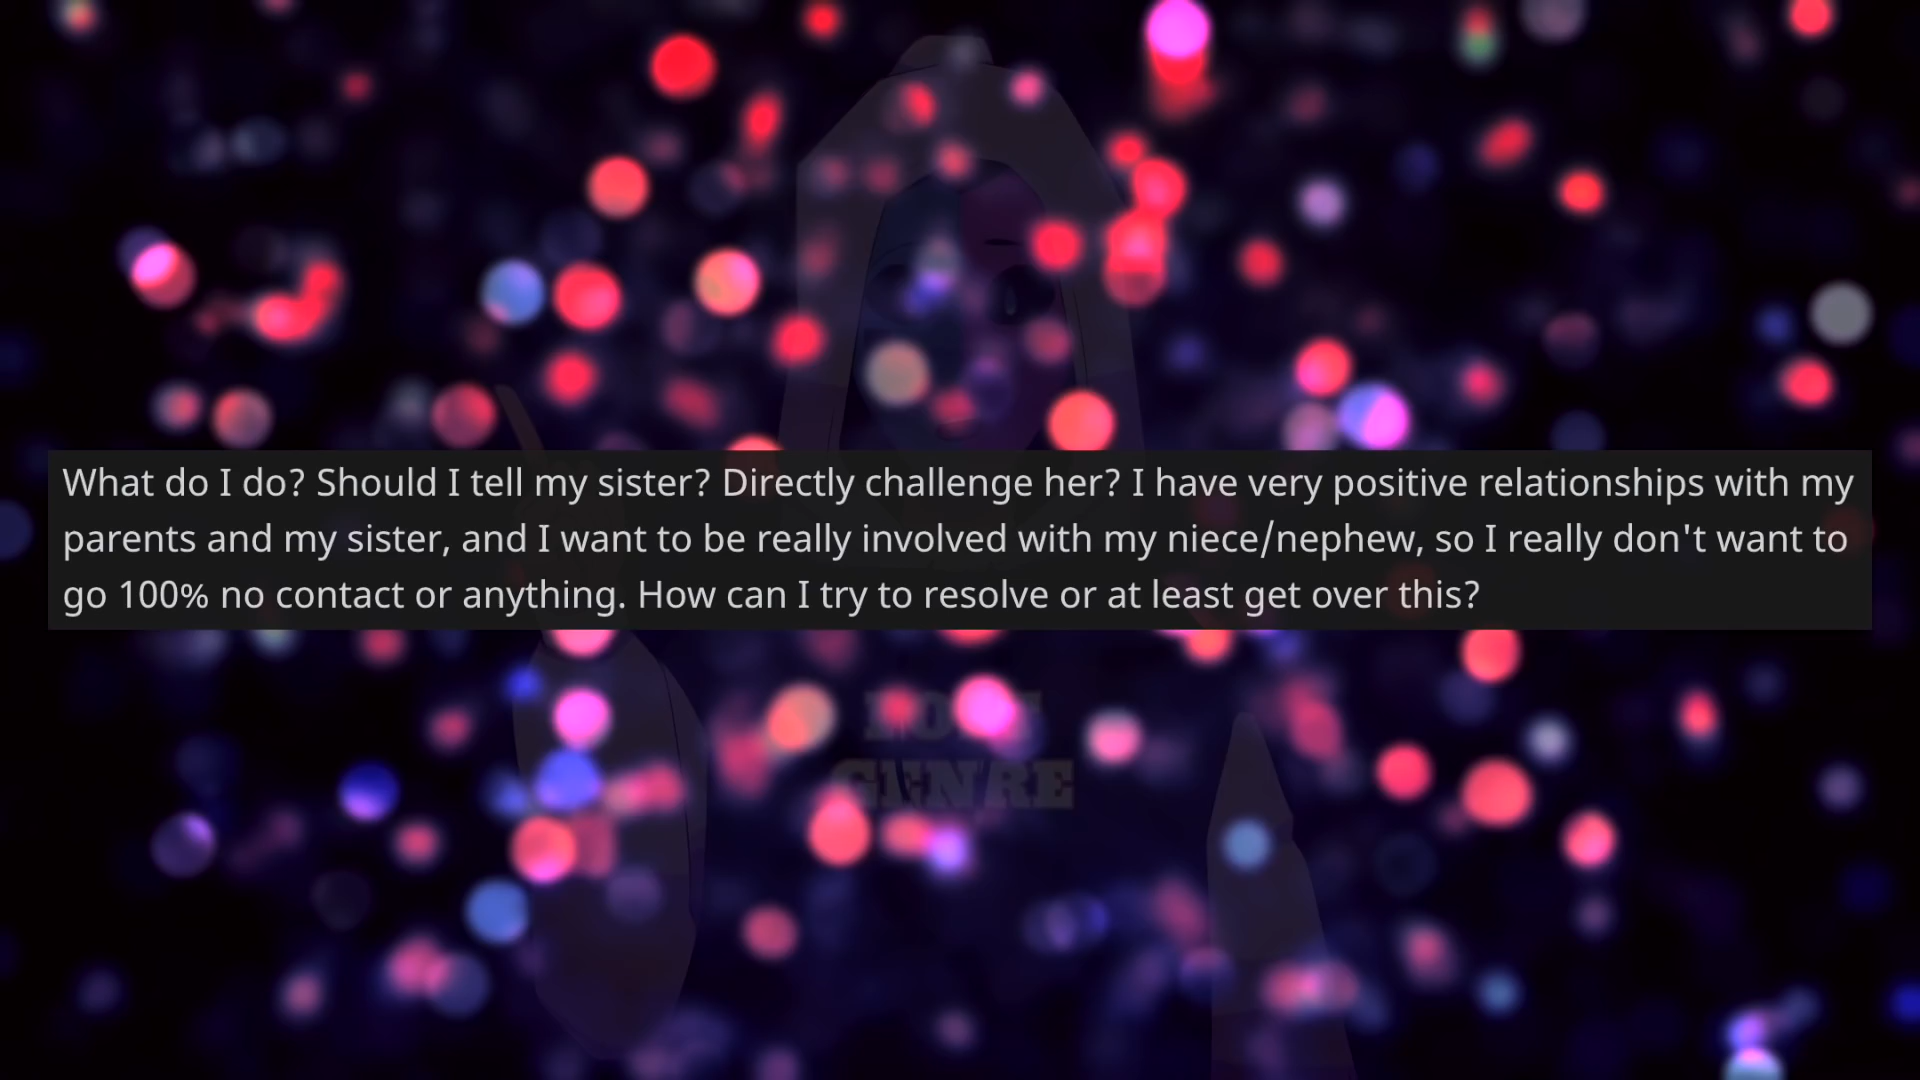 What do I do? Should I tell my sister? Directly challenge her? I have very positive relationships with my
parents and my sister, and I want to be really involved with my niece/nephew, so I really don't want to
go 100% no contact or anything. How can I try to resolve or at least get over this?
GENRE